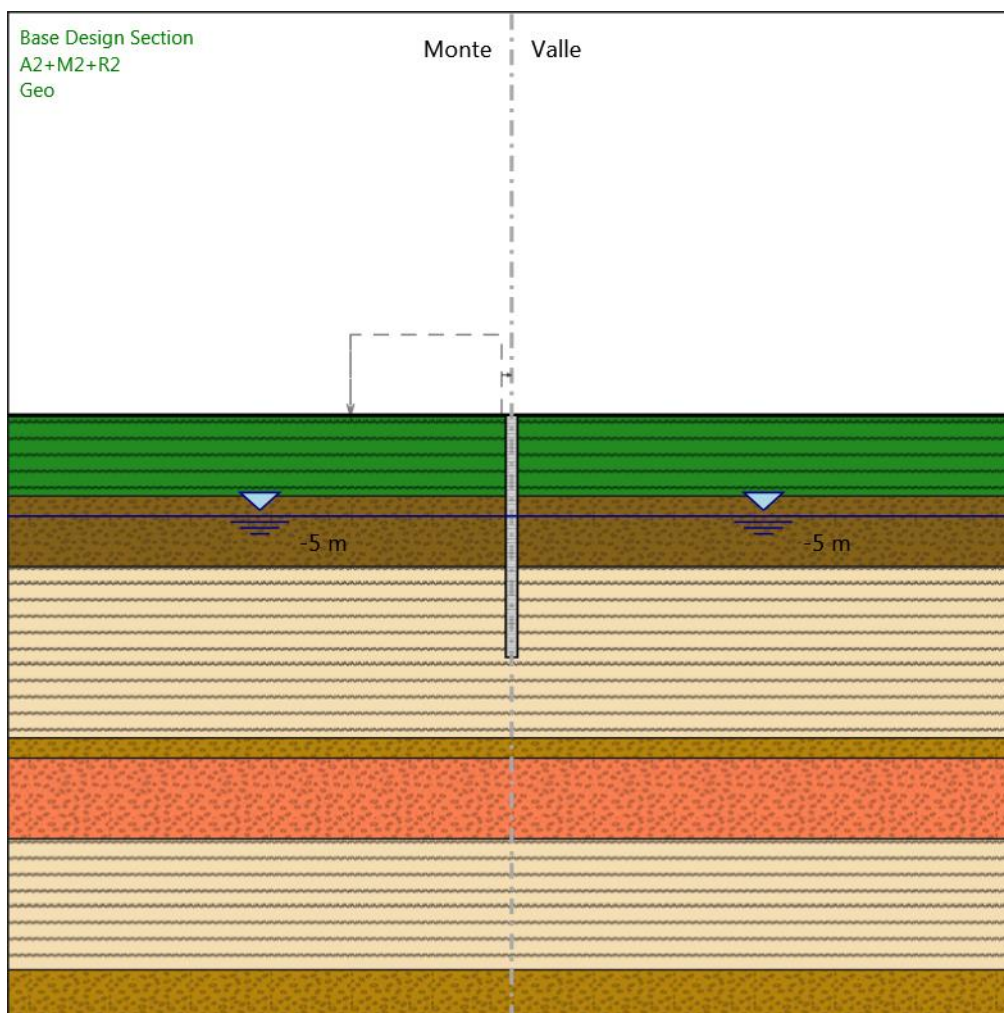 Base Design Section
A2+M2+R2
Geo
Monte
Valle
-5 m
-5 m